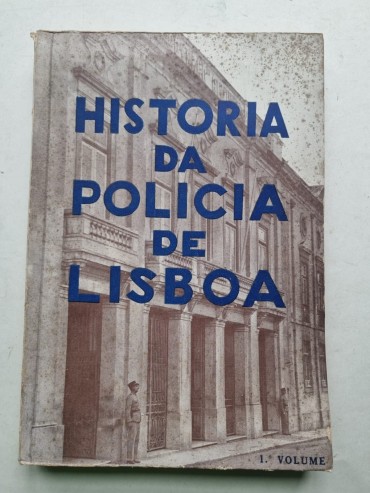 HISTORIA
DA
POLICIA
DE
LISBOA
1.º VOLUME